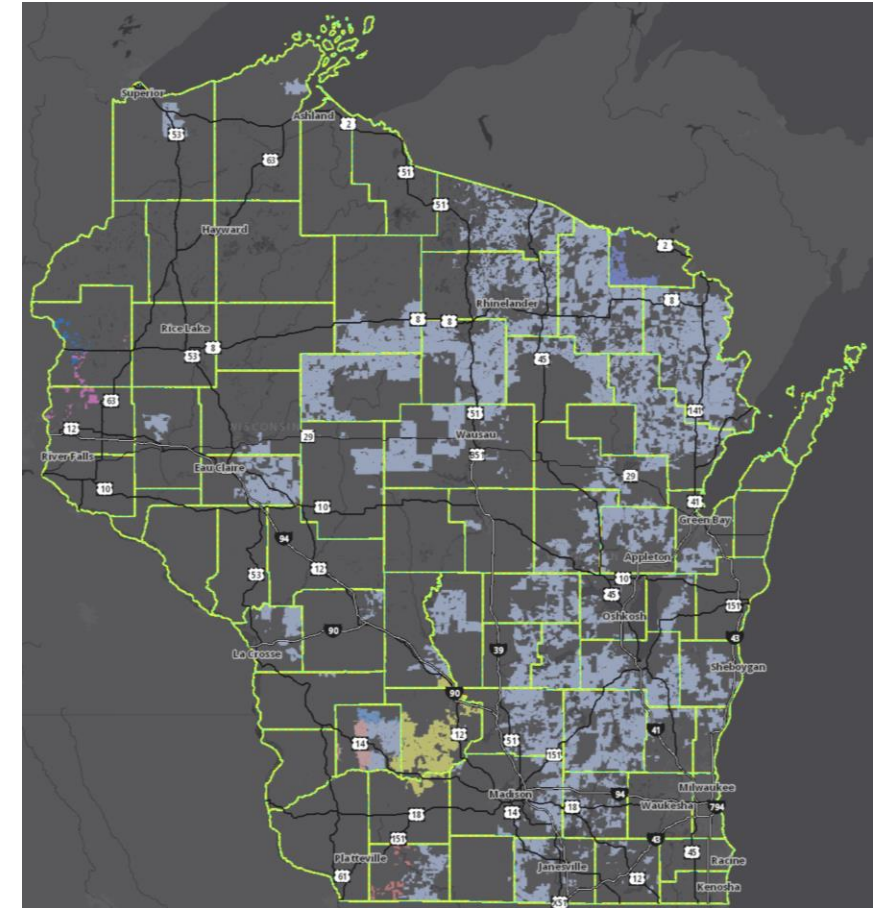 Superior
53
Ashland
2
63
51
51
Hayward
2
8
Rhinelander
8
8
Rice Lake
8
53
45
63
51
141
12
WISCONSIN
29
Wausau
River Falls
Eau Claire
29
10
10
41
Green Bay
94
Appleton
53
12
10
45
151
Oshkosh
90
43
La Crosse
39
Sheboygan
90
12
14
51
41
151
Madison
94
Milwaukee
18
14
18
Waukesha
794
151
43
45
Platteville
Janesville
Racine
61
12
Kenosha